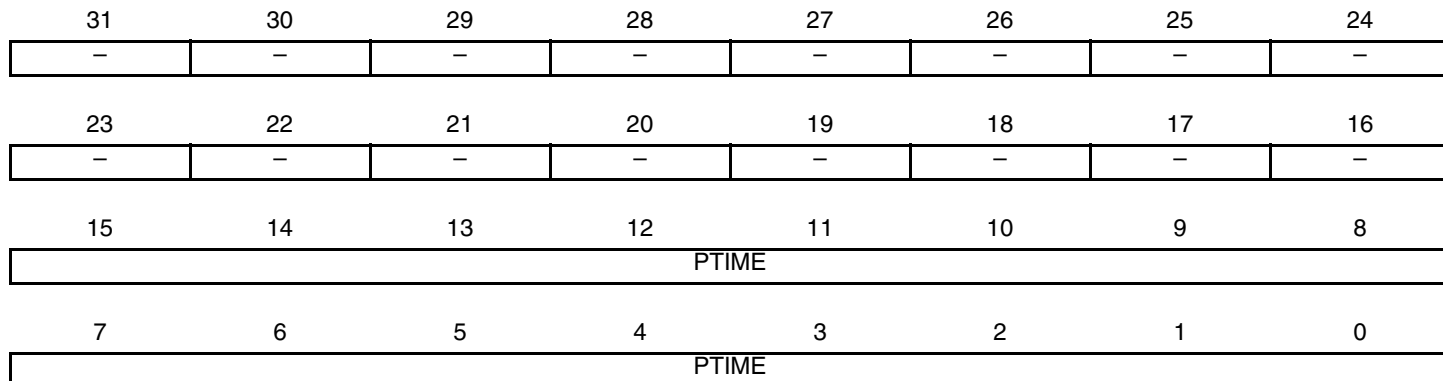 31 30 29 28 27 26 25 24
– – – – – – – –
23 22 21 20 19 18 17 16
– – – – – – – –
15 14 13 12 11 10 9 8
PTIME
7 6 5 4 3 2 1 0
PTIME